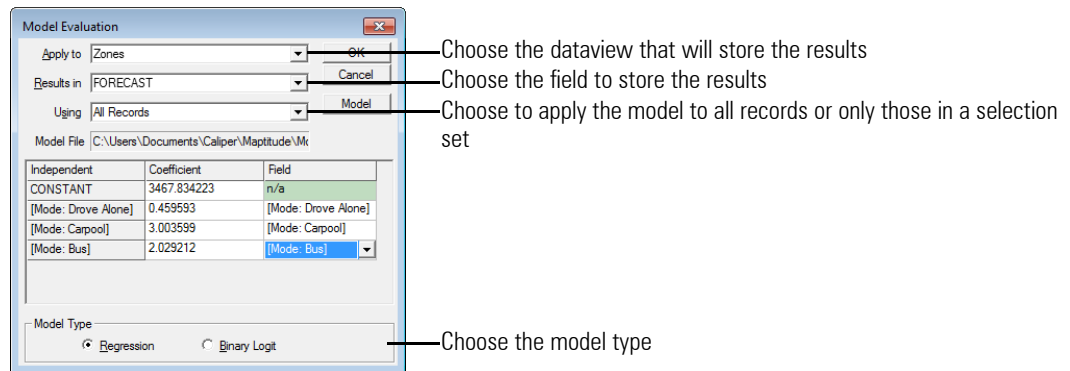 Model Evaluation
Apply to Zones OK
Choose the dataview that will store the results
Results in FORECAST Cancel
Choose the field to store the results
Using All Records Model
Choose to apply the model to all records or only those in a selection
set
Model File C:\Users\Documents\Caliper\Maptitude\Mc
Independent Coefficient Field
CONSTANT 3467.834223 n/a
[Mode: Drove Alone] 0.459593 [Mode: Drove Alone]
[Mode: Carpool] 3.003599 [Mode: Carpool]
[Mode: Bus] 2.029212 [Mode: Bus]
Model Type
Regression Binary Logit
Choose the model type